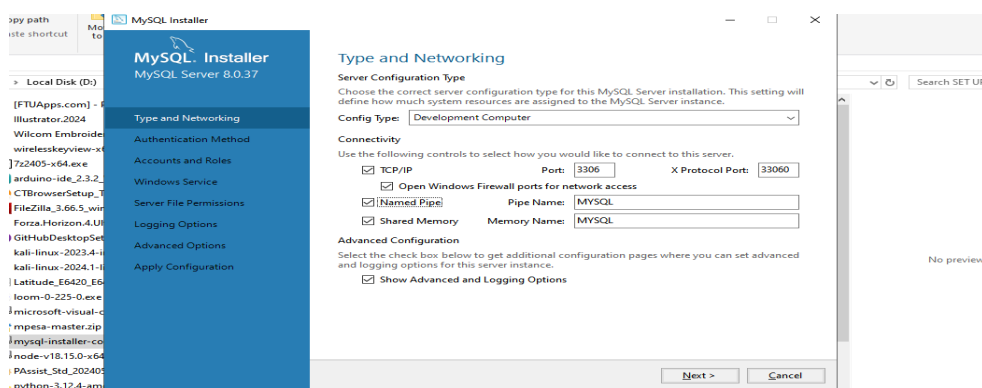 opy path
Mo
to
aste shortcut
MySQL Installer
MySQL. Installer
MySQL Server 8.0.37
Type and Networking
Authentication Method
Accounts and Roles
Windows Service
Server File Permissions
Logging Options
Advanced Options
Apply Configuration
Type and Networking
Server Configuration Type
Choose the correct server configuration type for this MySQL Server installation. This setting will
define how much system resources are assigned to the MySQL Server instance.
Config Type: Development Computer
Connectivity
Use the following controls to select how you would like to connect to this server.
TCP/IP Port: 3306 X Protocol Port: 33060
Open Windows Firewall ports for network access
Named Pipe Pipe Name: MYSQL
Shared Memory Memory Name: MYSQL
Advanced Configuration
Select the check box below to get additional configuration pages where you can set advanced
and logging options for this server instance.
Show Advanced and Logging Options
Next > Cancel
> Local Disk (D:)
[FTUApps.com] - F
Illustrator.2024
Wilcom Embroide
wirelesskeyview-x
7z2405-x64.exe
arduino-ide_2.3.2_
CTBrowserSetup_T
FileZilla_3.66.5_win
Forza.Horizon.4.Ul
GitHubDesktopSet
kali-linux-2023.4-i
kali-linux-2024.1-l
Latitude_E6420_E6
loom-0-225-0.exe
microsoft-visual-c
mpesa-master.zip
mysql-installer-co
node-v18.15.0-x64
PAssist_Std_202405
python-3.12.4-am
Search SET UP
No preview